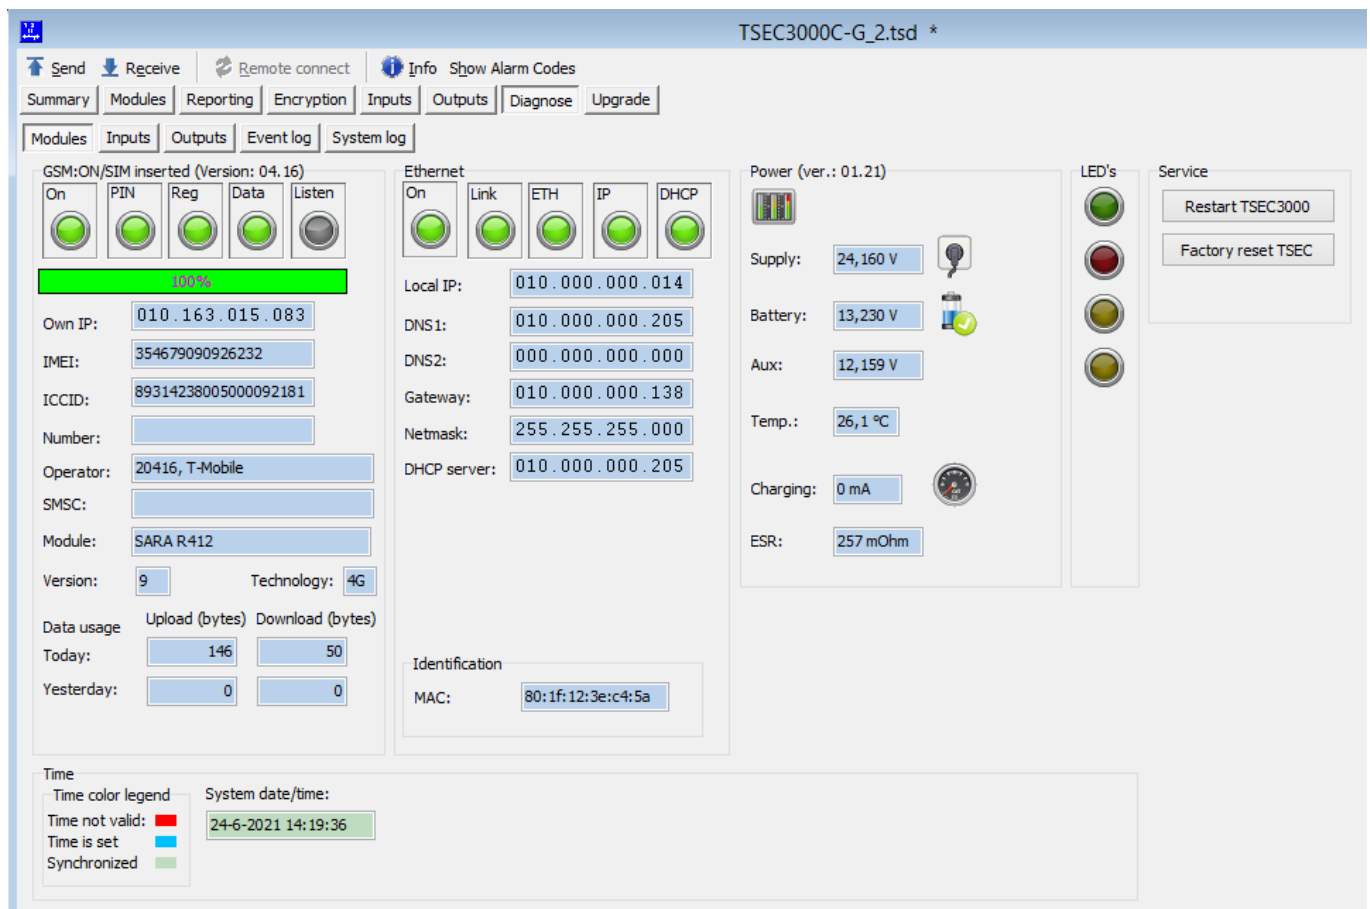 TSEC3000C-G_2.tsd *
Send Receive Remote connect Info Show Alarm Codes
Summary Modules Reporting Encryption Inputs Outputs Diagnose Upgrade
Modules Inputs Outputs Event log System log
GSM:ON/SIM inserted (Version: 04.16)
On PIN Reg Data Listen
100%
Own IP: 010.163.015.083
IMEI: 354679090926232
ICCID: 89314238005000092181
Number:
Operator: 20416, T-Mobile
SMSC:
Module: SARA R412
Version: 9 Technology: 4G
Data usage Upload (bytes) Download (bytes)
Today: 146 50
Yesterday: 0 0
Ethernet
On Link ETH IP DHCP
Local IP: 010.000.000.014
DNS1: 010.000.000.205
DNS2: 000.000.000.000
Gateway: 010.000.000.138
Netmask: 255.255.255.000
DHCP server: 010.000.000.205
Identification
MAC: 80:1f:12:3e:c4:5a
Power (ver.: 01.21)
Supply: 24,160 V
Battery: 13,230 V
Aux: 12,159 V
Temp.: 26,1 °C
Charging: 0 mA
ESR: 257 mOhm
LED's
Service
Restart TSEC3000
Factory reset TSEC
Time
Time color legend
Time not valid:
Time is set
Synchronized
System date/time:
24-6-2021 14:19:36